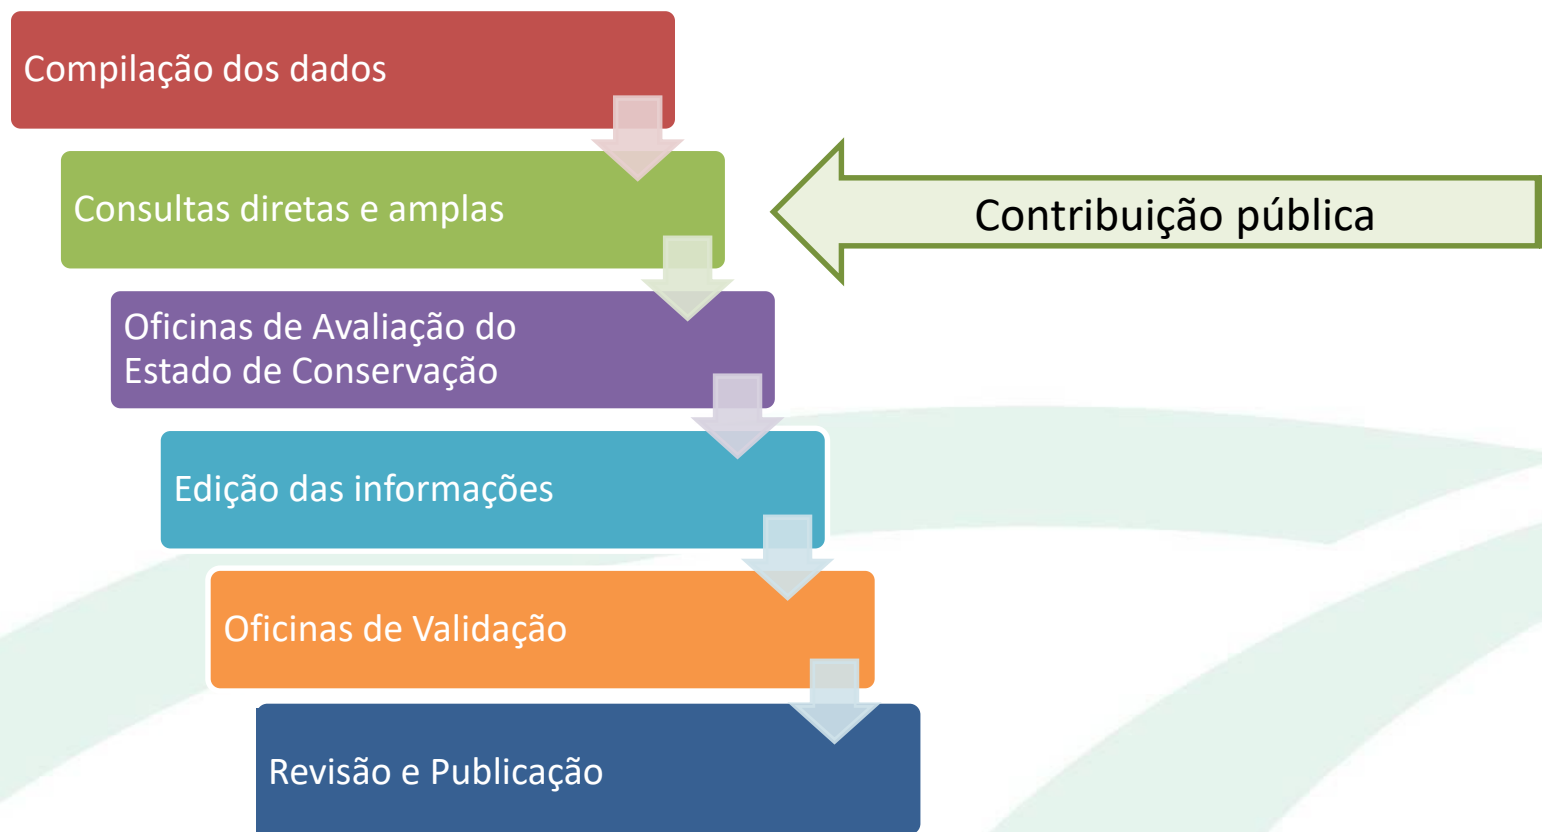 Compilação dos dados
Consultas diretas e amplas
Contribuição pública
Oficinas de Avaliação do
Estado de Conservação
Edição das informações
Oficinas de Validação
Revisão e Publicação